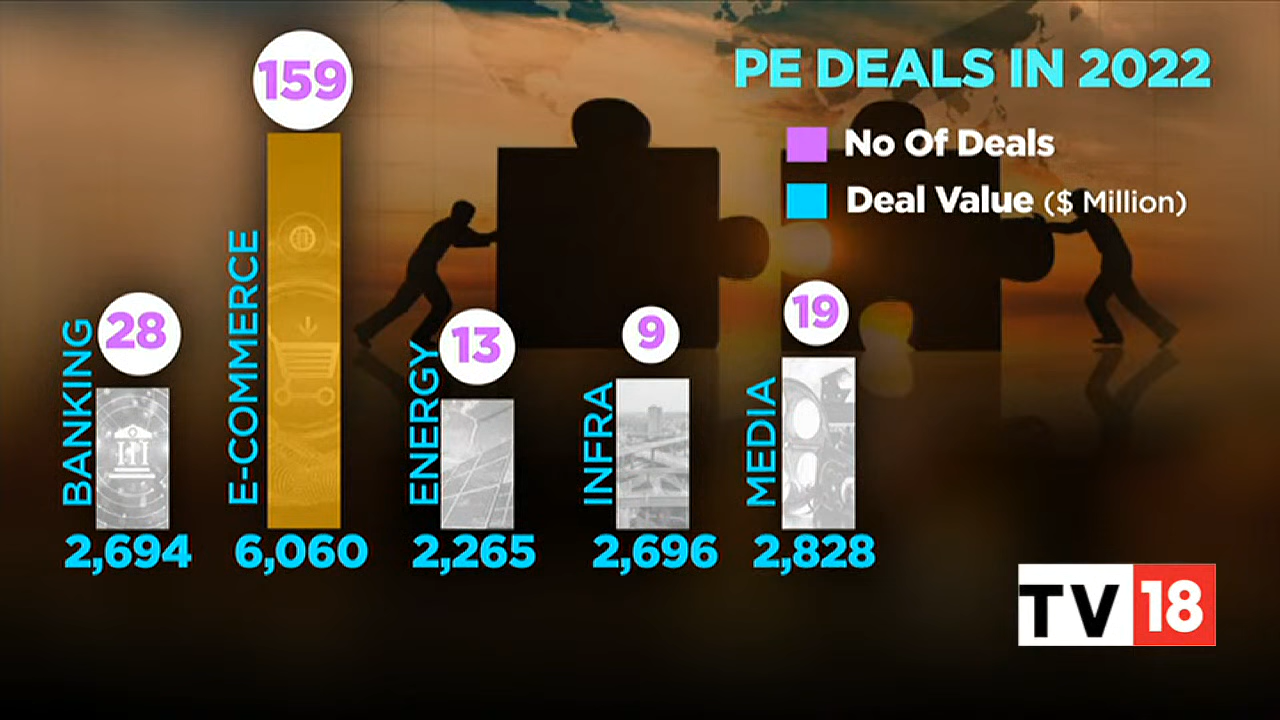 PE DEALS IN 2022
No Of Deals
Deal Value ($ Million)
159
28
13
9
19
BANKING
E-COMMERCE
ENERGY
INFRA
MEDIA
2,694
6,060
2,265
2,696
2,828
TV18